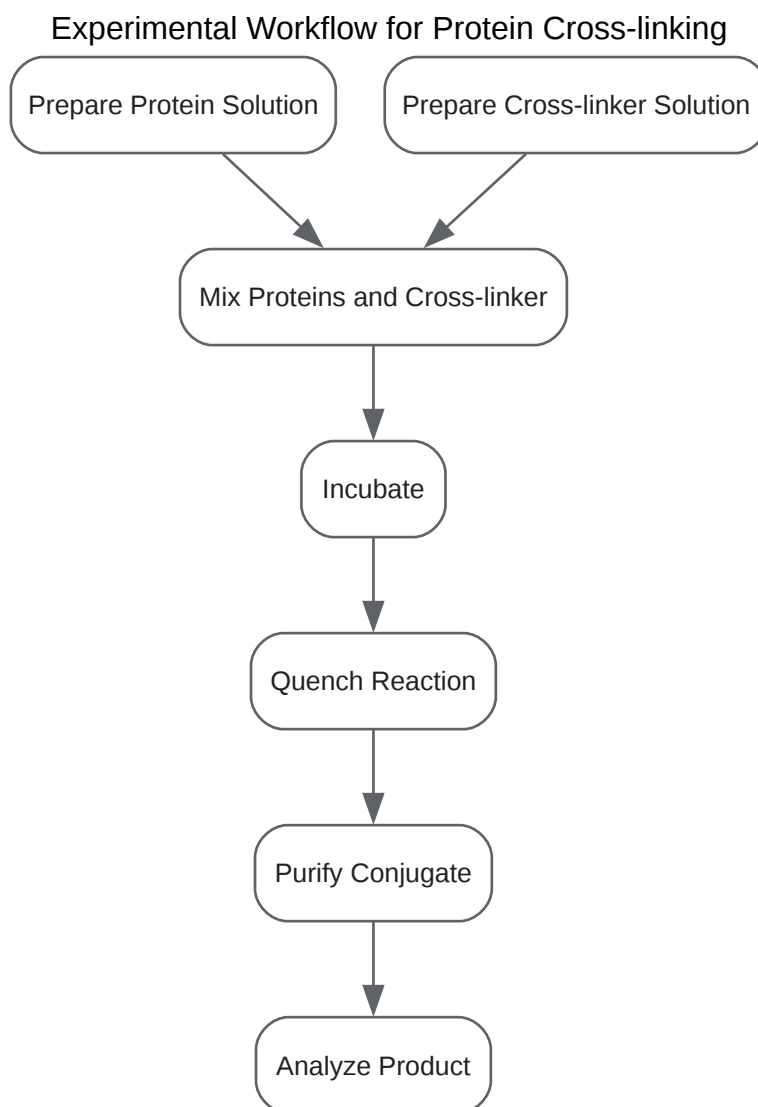 Experimental Workflow for Protein Cross-linking
Prepare Protein Solution
Prepare Cross-linker Solution
Mix Proteins and Cross-linker
Incubate
Quench Reaction
Purify Conjugate
Analyze Product